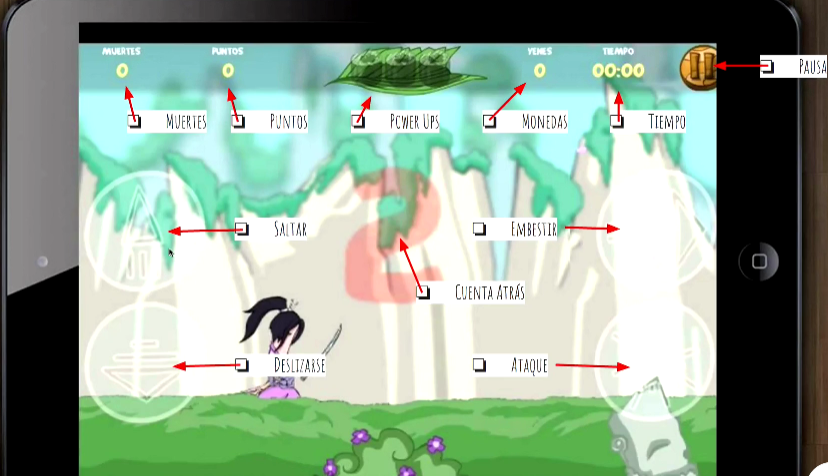 MUERTES
PUNTOS
YENES
TIEMPO
0
0
0
00:00
PAUSA
MUERTES
PUNTOS
POWER UPS
MONEDAS
TIEMPO
2
SALTAR
EMBESTIR
CUENTA ATRÁS
DESLIZARSE
ATAQUE